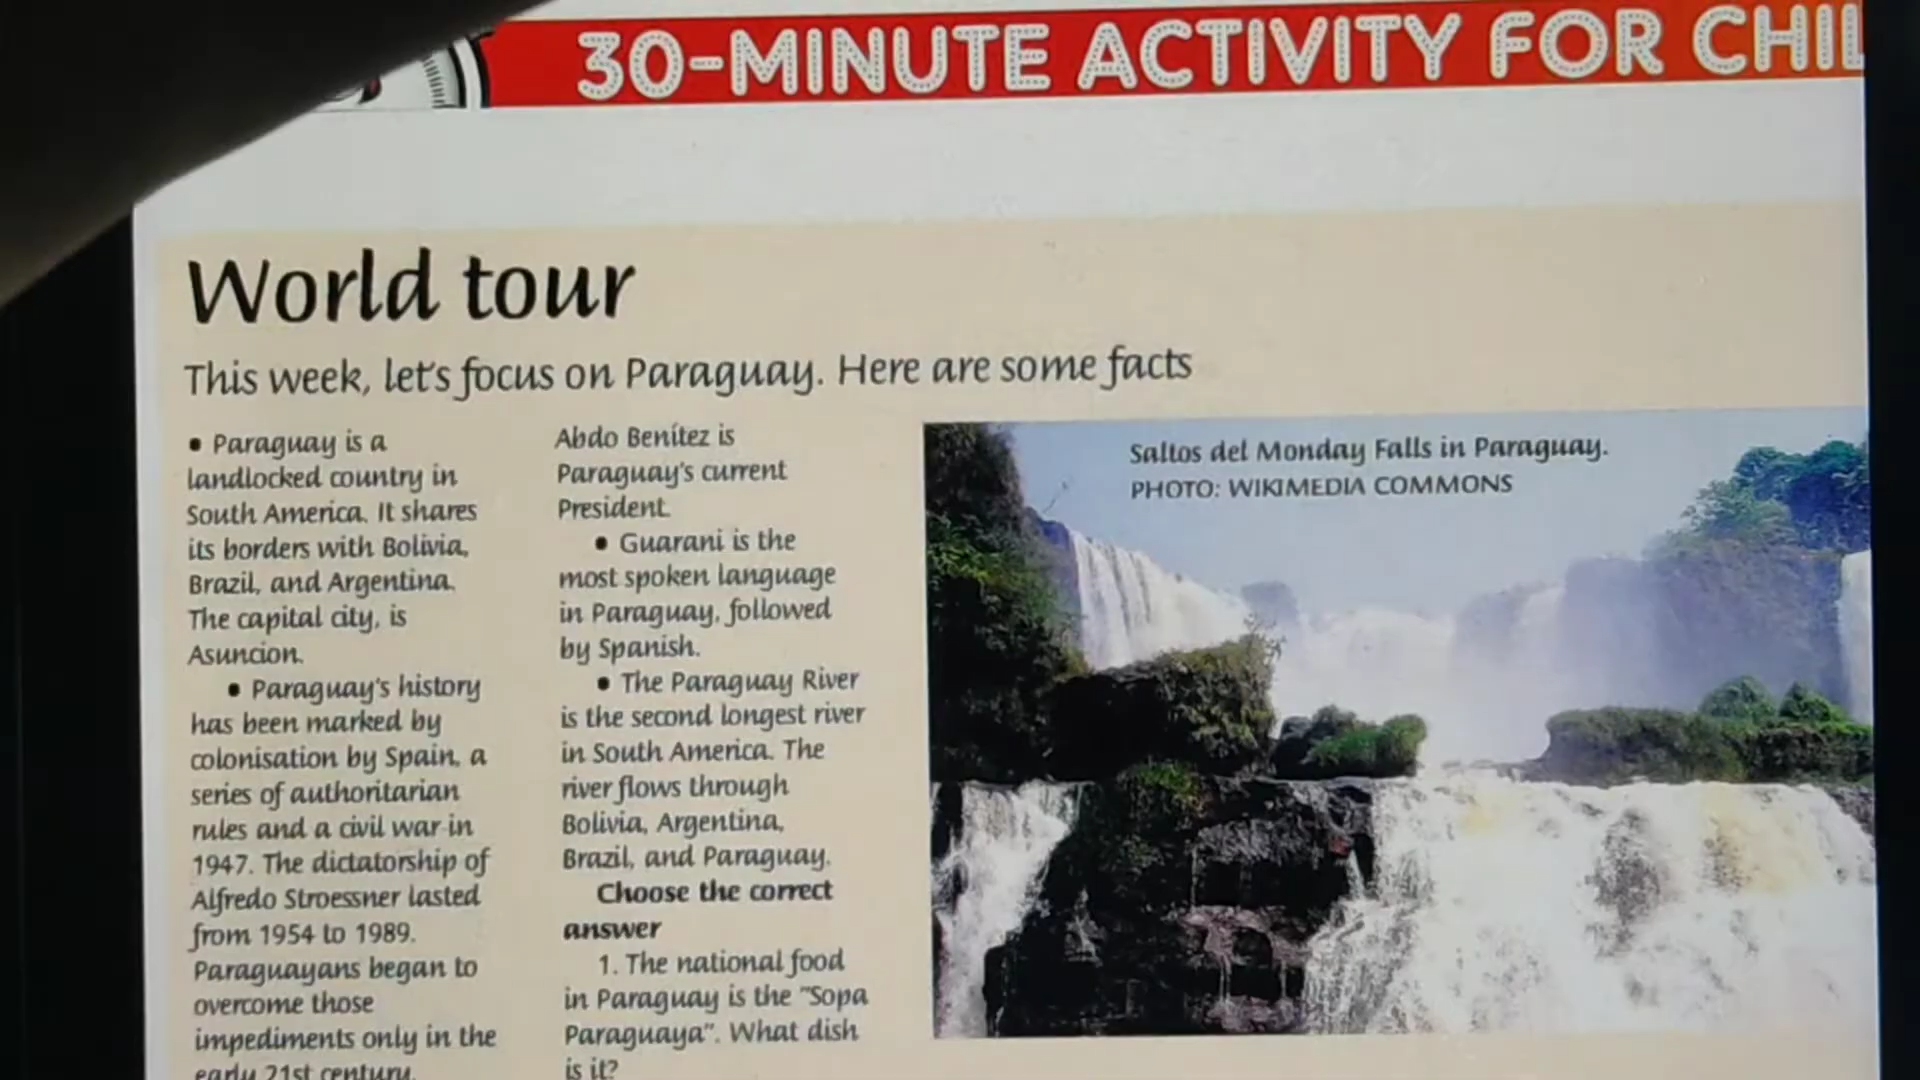 30-MINUTE ACTIVITY FOR CHIL
World tour
This week, let's focus on Paraguay. Here are some facts
• Paraguay is a
landlocked country in
South America. It shares
its borders with Bolivia,
Brazil, and Argentina.
The capital city, is
Asuncion.
• Paraguay's history
has been marked by
colonisation by Spain, a
series of authoritarian
rules and a civil war in
1947. The dictatorship of
Alfredo Stroessner lasted
from 1954 to 1989.
Paraguayans began to
overcome those
impediments only in the
early 21st century.
Abdo Benítez is
Paraguay's current
President.
• Guarani is the
most spoken language
in Paraguay, followed
by Spanish.
• The Paraguay River
is the second longest river
in South America. The
river flows through
Bolivia, Argentina,
Brazil, and Paraguay.
Choose the correct
answer
1. The national food
in Paraguay is the "Sopa
Paraguaya". What dish
is it?
Saltos del Monday Falls in Paraguay.
PHOTO: WIKIMEDIA COMMONS